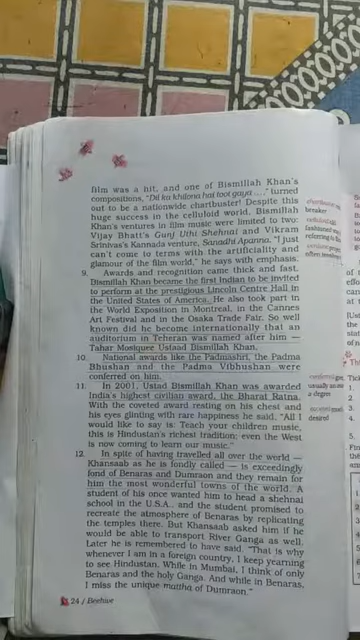 film was a hit, and one of Bismillah Khan's
compositions, "Dil ka khilona hai toot gaya ...," turned
out to be a nationwide chartbuster! Despite this
huge success in the celluloid world, Bismillah
Khan's ventures in film music were limited to two:
Vijay Bhatt's Gunj Uthi Shehnai and Vikram
Srinivas's Kannada venture, Sanadhi Apanna. "I just
can't come to terms with the artificiality and
glamour of the film world," he says with emphasis.
9. Awards and recognition came thick and fast.
Bismillah Khan became the first Indian to be invited
to perform at the prestigious Lincoln Centre Hall in
the United States of America. He also took part in
the World Exposition in Montreal, in the Cannes
Art Festival and in the Osaka Trade Fair. So well
known did he become internationally that an
auditorium in Teheran was named after him —
Tahar Mosiquee Ustaad Bismillah Khan.
10. National awards like the Padmashri, the Padma
Bhushan and the Padma Vibhushan were
conferred on him.
11. In 2001, Ustad Bismillah Khan was awarded
India's highest civilian award, the Bharat Ratna.
With the coveted award resting on his chest and
his eyes glinting with rare happiness he said, "All I
would like to say is: Teach your children music,
this is Hindustan's richest tradition; even the West
is now coming to learn our music."
12. In spite of having travelled all over the world —
Khansaab as he is fondly called — is exceedingly
fond of Benaras and Dumraon and they remain for
him the most wonderful towns of the world. A
student of his once wanted him to head a shehnai
school in the U.S.A., and the student promised to
recreate the atmosphere of Benaras by replicating
the temples there. But Khansaab asked him if he
would be able to transport River Ganga as well.
Later he is remembered to have said, "That is why
whenever I am in a foreign country, I keep yearning
to see Hindustan. While in Mumbai, I think of only
Benaras and the holy Ganga. And while in Benaras,
I miss the unique mattha of Dumraon."
24 / Beehive
breaker
desired